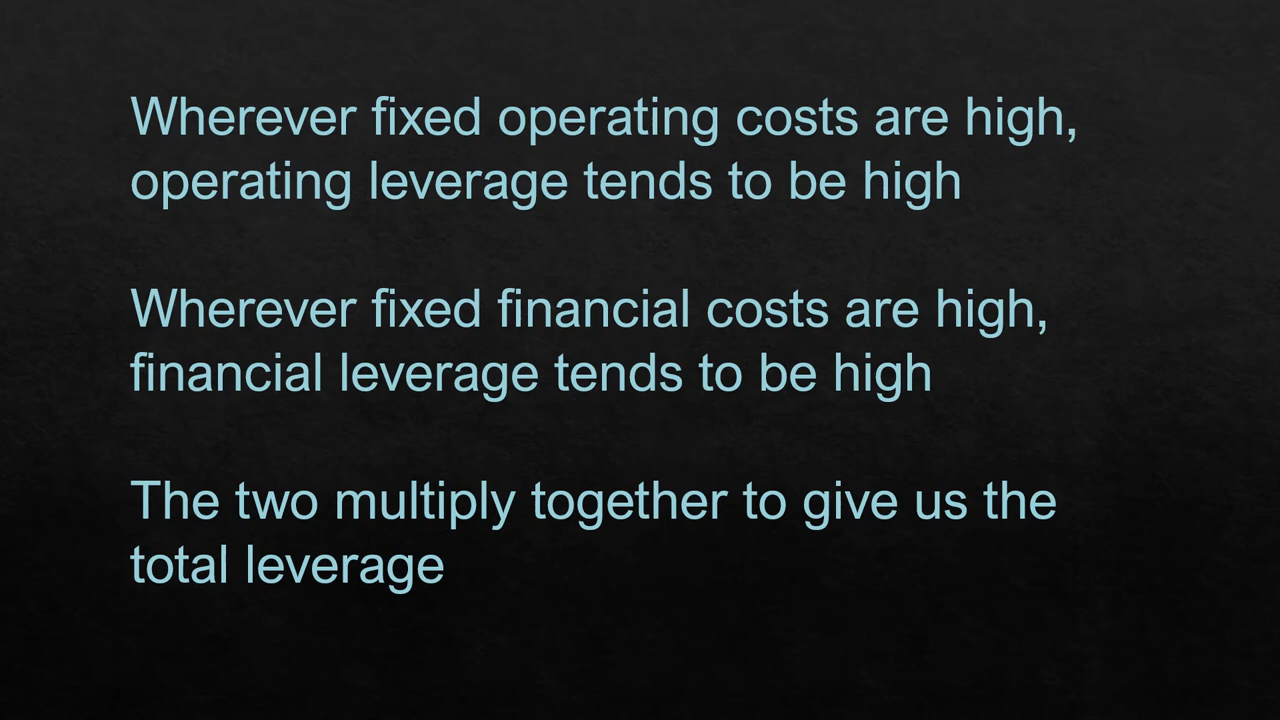 Wherever fixed operating costs are high,
operating leverage tends to be high
Wherever fixed financial costs are high,
financial leverage tends to be high
The two multiply together to give us the
total leverage